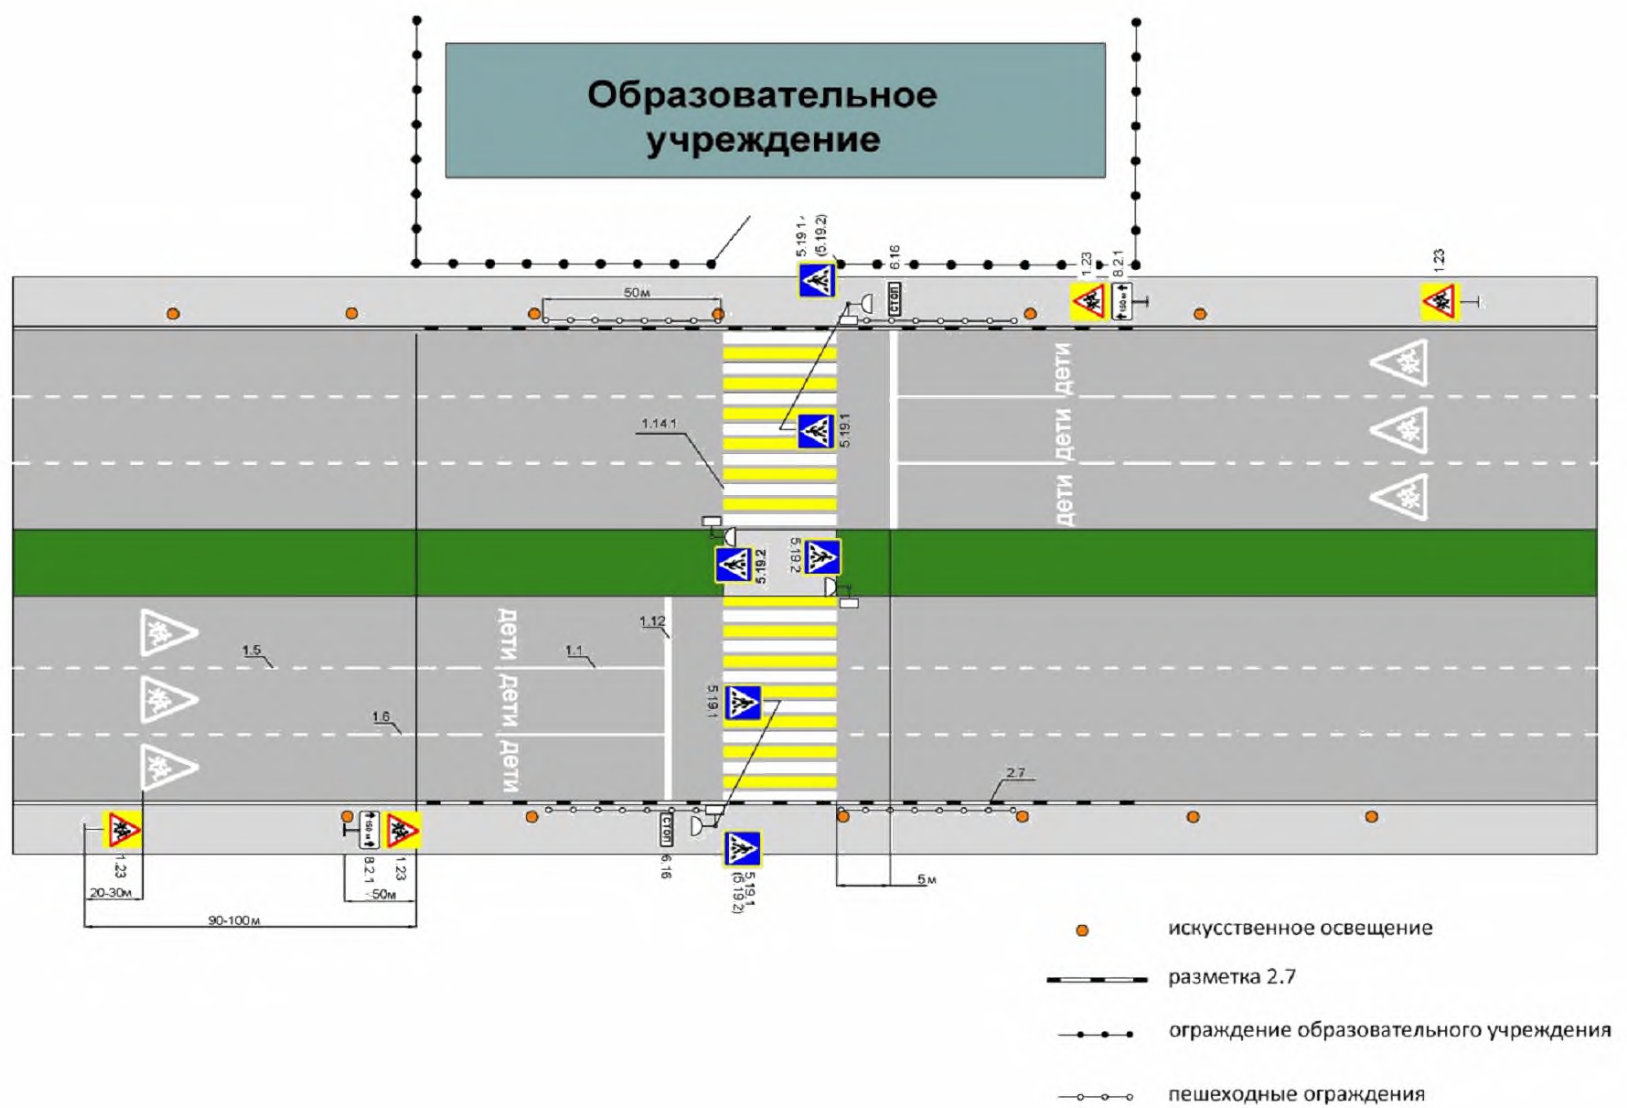 Образовательное
учреждение
5.19.1
(5.19.2)
6.16
1.23
8.2.1
1.23
50м
стоп
150 м
дети дети дети
1.14.1
5.19.1
5.19.2
5.19.2
1.12
1.5
1.1
дети дети дети
5.19.1
1.6
2.7
стоп
150 м
1.23
8.2.1
1.23
6.16
5.19.1
(5.19.2)
20-30м
50м
5м
90-100м
искусственное освещение
разметка 2.7
ограждение образовательного учреждения
пешеходные ограждения